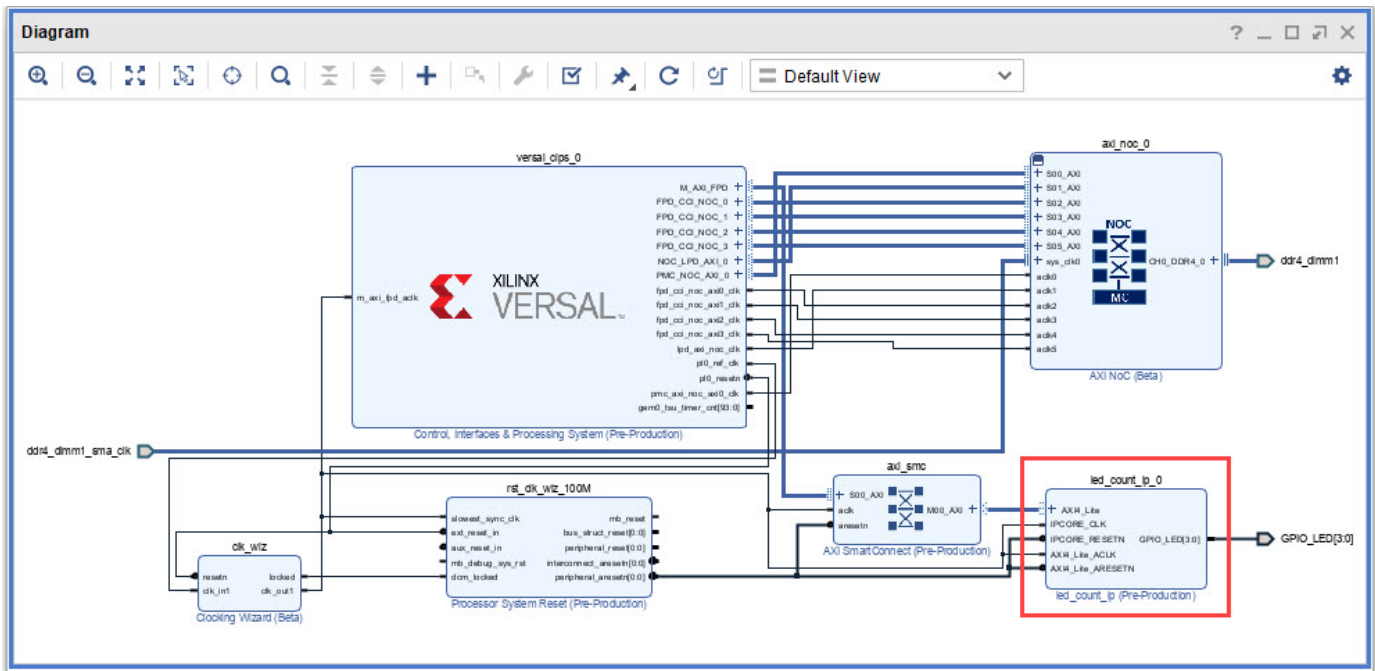 Diagram
Default View
versal_cips_0
M_AXI_FPD
FPD_CCI_NOC_0
FPD_CCI_NOC_1
FPD_CCI_NOC_2
FPD_CCI_NOC_3
NOC_LPD_AXI_0
PMC_NOC_AXI_0
m_axi_fpd_aclk
XILINX
VERSAL™
fpd_cci_noc_axi0_clk
fpd_cci_noc_axi1_clk
fpd_cci_noc_axi2_clk
fpd_cci_noc_axi3_clk
lpd_axi_noc_clk
pl0_ref_clk
pl0_resetn
pmc_axi_noc_axi0_clk
gem0_tsu_timer_cnt[93:0]
Control, Interfaces & Processing System (Pre-Production)
axi_noc_0
S00_AXI
S01_AXI
S02_AXI
S03_AXI
S04_AXI
S05_AXI
sys_clk0
aclk0
aclk1
aclk2
aclk3
aclk4
aclk5
NOC
MC
CH0_DDR4_0
AXI NoC (Beta)
ddr4_dimm1
ddr4_dimm1_sma_clk
rst_clk_wiz_100M
slowest_sync_clk
ext_reset_in
aux_reset_in
mb_debug_sys_rst
dcm_locked
mb_reset
bus_struct_reset[0:0]
peripheral_reset[0:0]
interconnect_aresetn[0:0]
peripheral_aresetn[0:0]
Processor System Reset (Pre-Production)
clk_wiz
resetn
clk_in1
locked
clk_out1
Clocking Wizard (Beta)
axi_smc
S00_AXI
aclk
aresetn
M00_AXI
AXI SmartConnect (Pre-Production)
led_count_ip_0
AXI4_Lite
IPCORE_CLK
IPCORE_RESETN
AXI4_Lite_ACLK
AXI4_Lite_ARESETN
GPIO_LED[3:0]
led_count_ip (Pre-Production)
GPIO_LED[3:0]